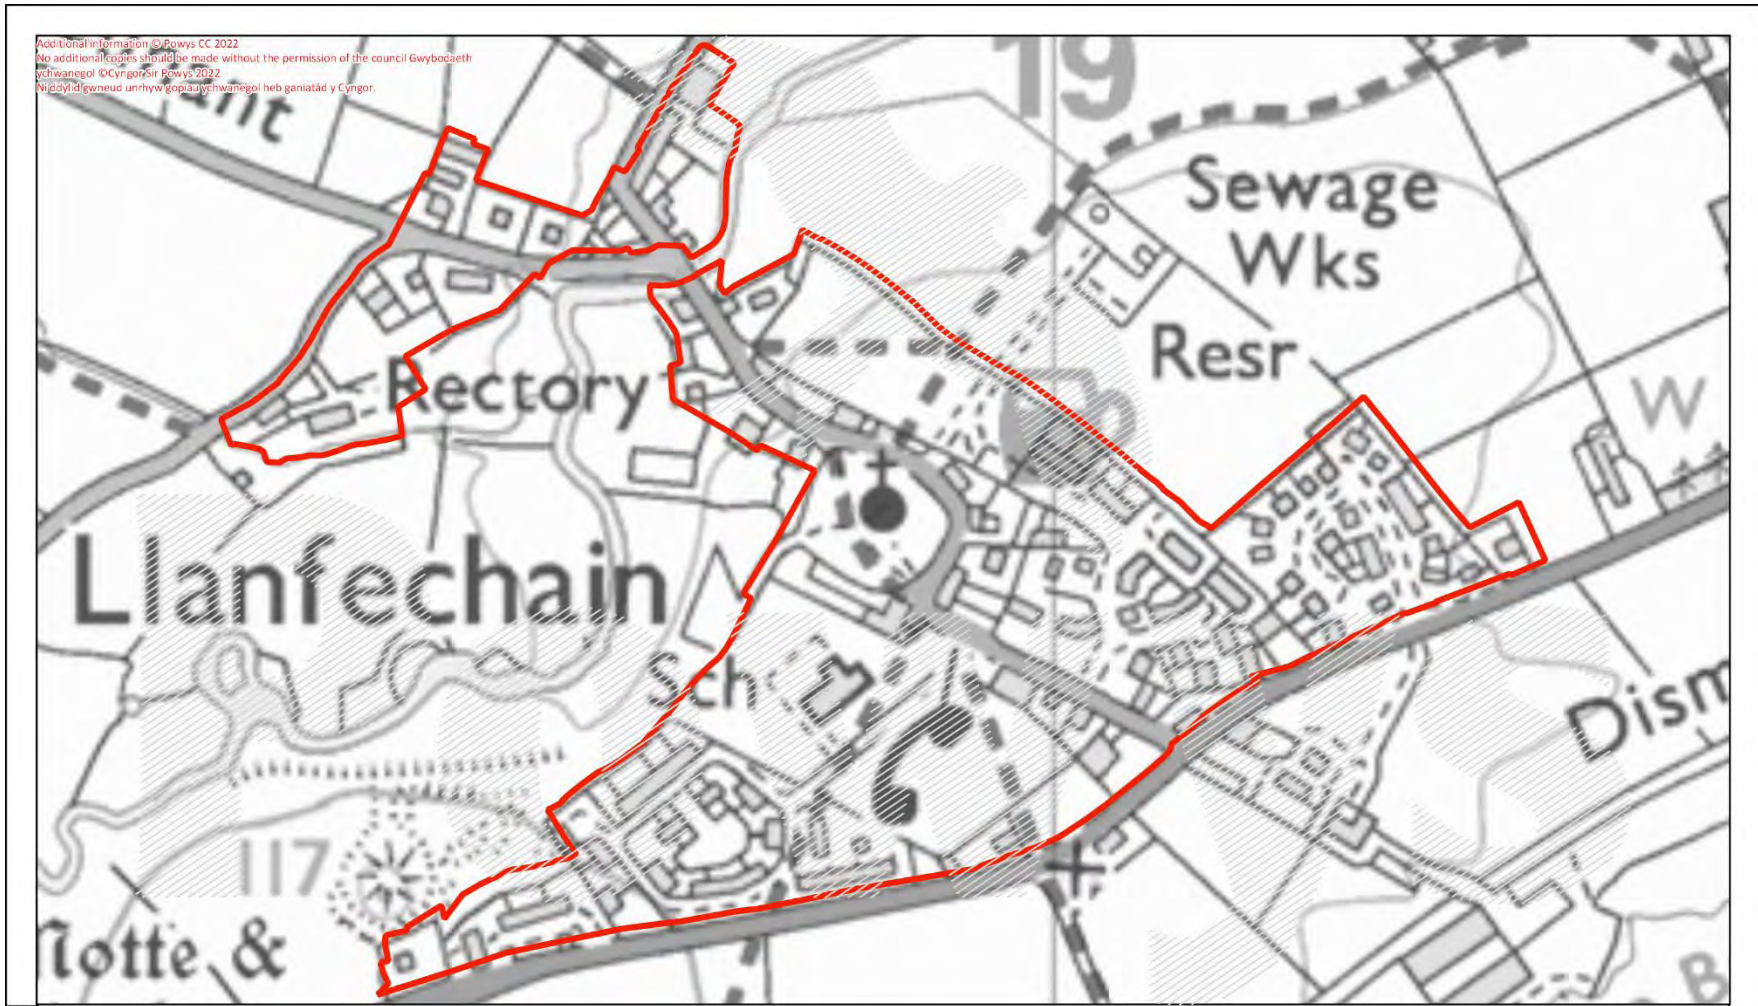 Additional information © Powys CC 2022
No additional copies should be made without the permission of the council Gwybodaeth
ychwanegol ©Cyngor Sir Powys 2022
Ni ddylid gwneud unrhyw gopiau ychwanegol heb ganiatâd y Cyngor.
19
Sewage
Wks
Resr
Rectory
W
Llanfechain
Sch
Dism
117
Motte &
B